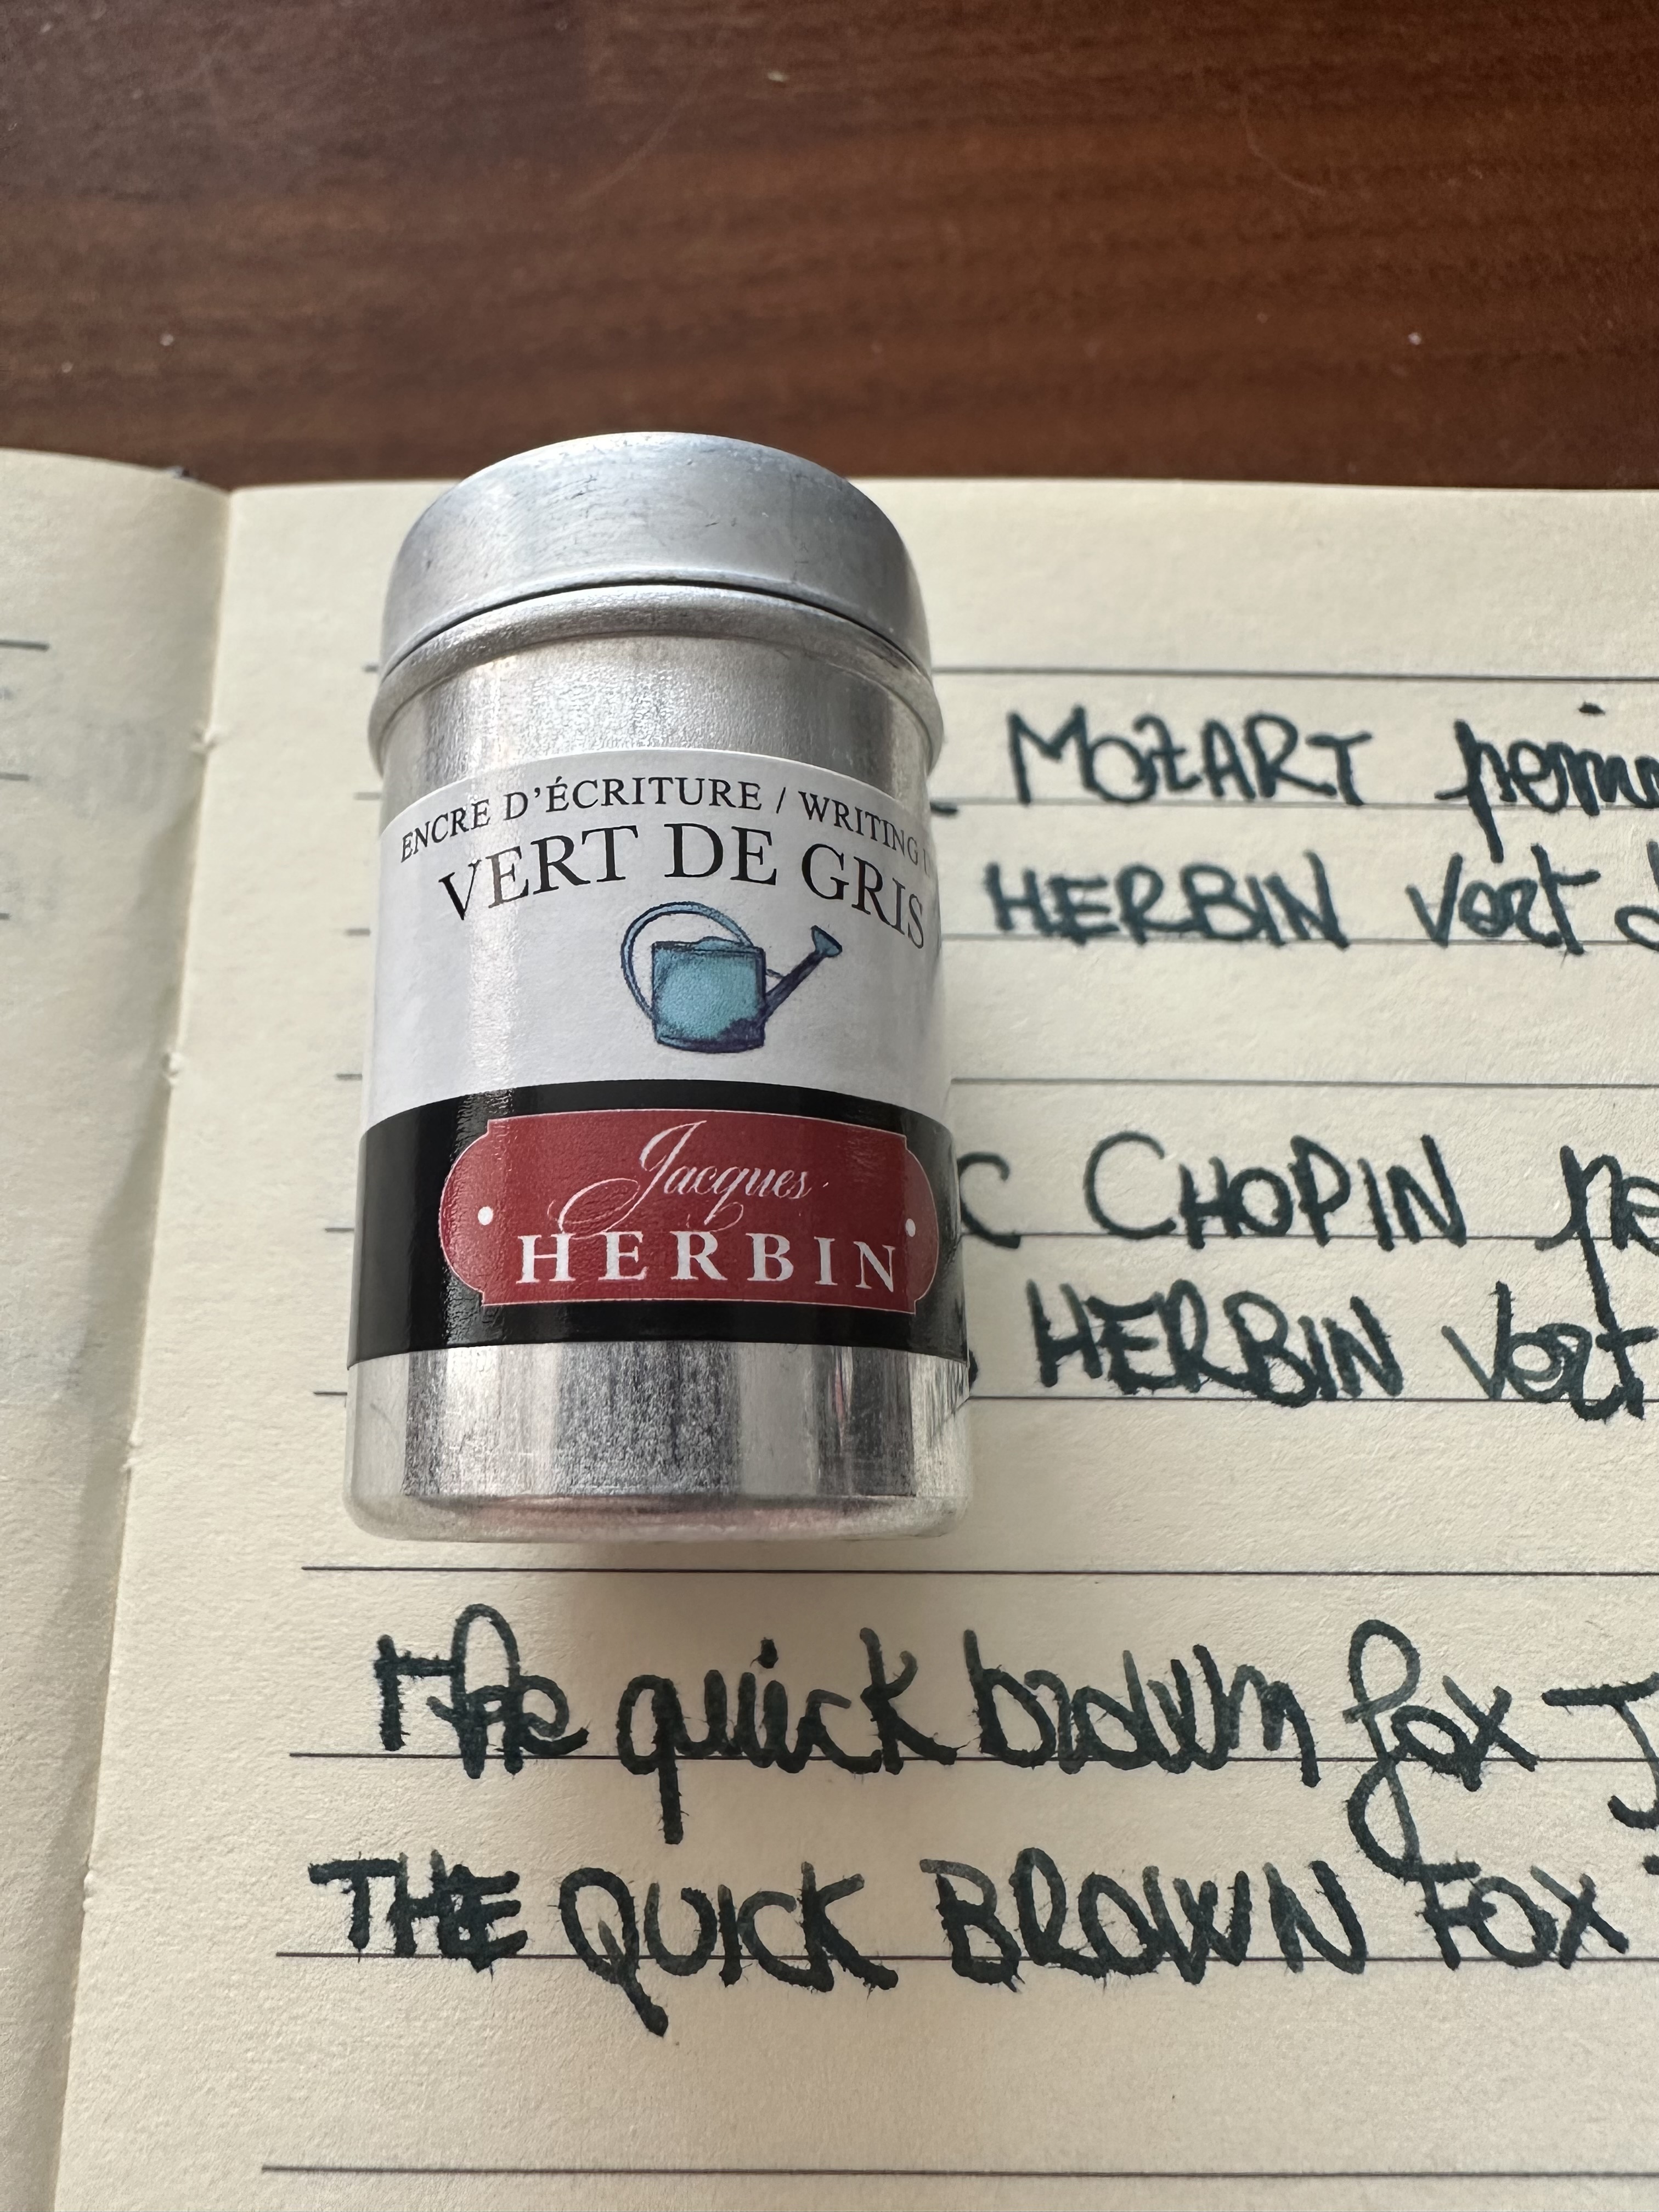 ENCRE D'ÉCRITURE / WRITING
VERT DE GRIS
Jacques
HERBIN
MOZART
HERBIN Vert
C CHOPIN
HERBIN Vert
The quick brown fox
THE QUICK BROWN FOX